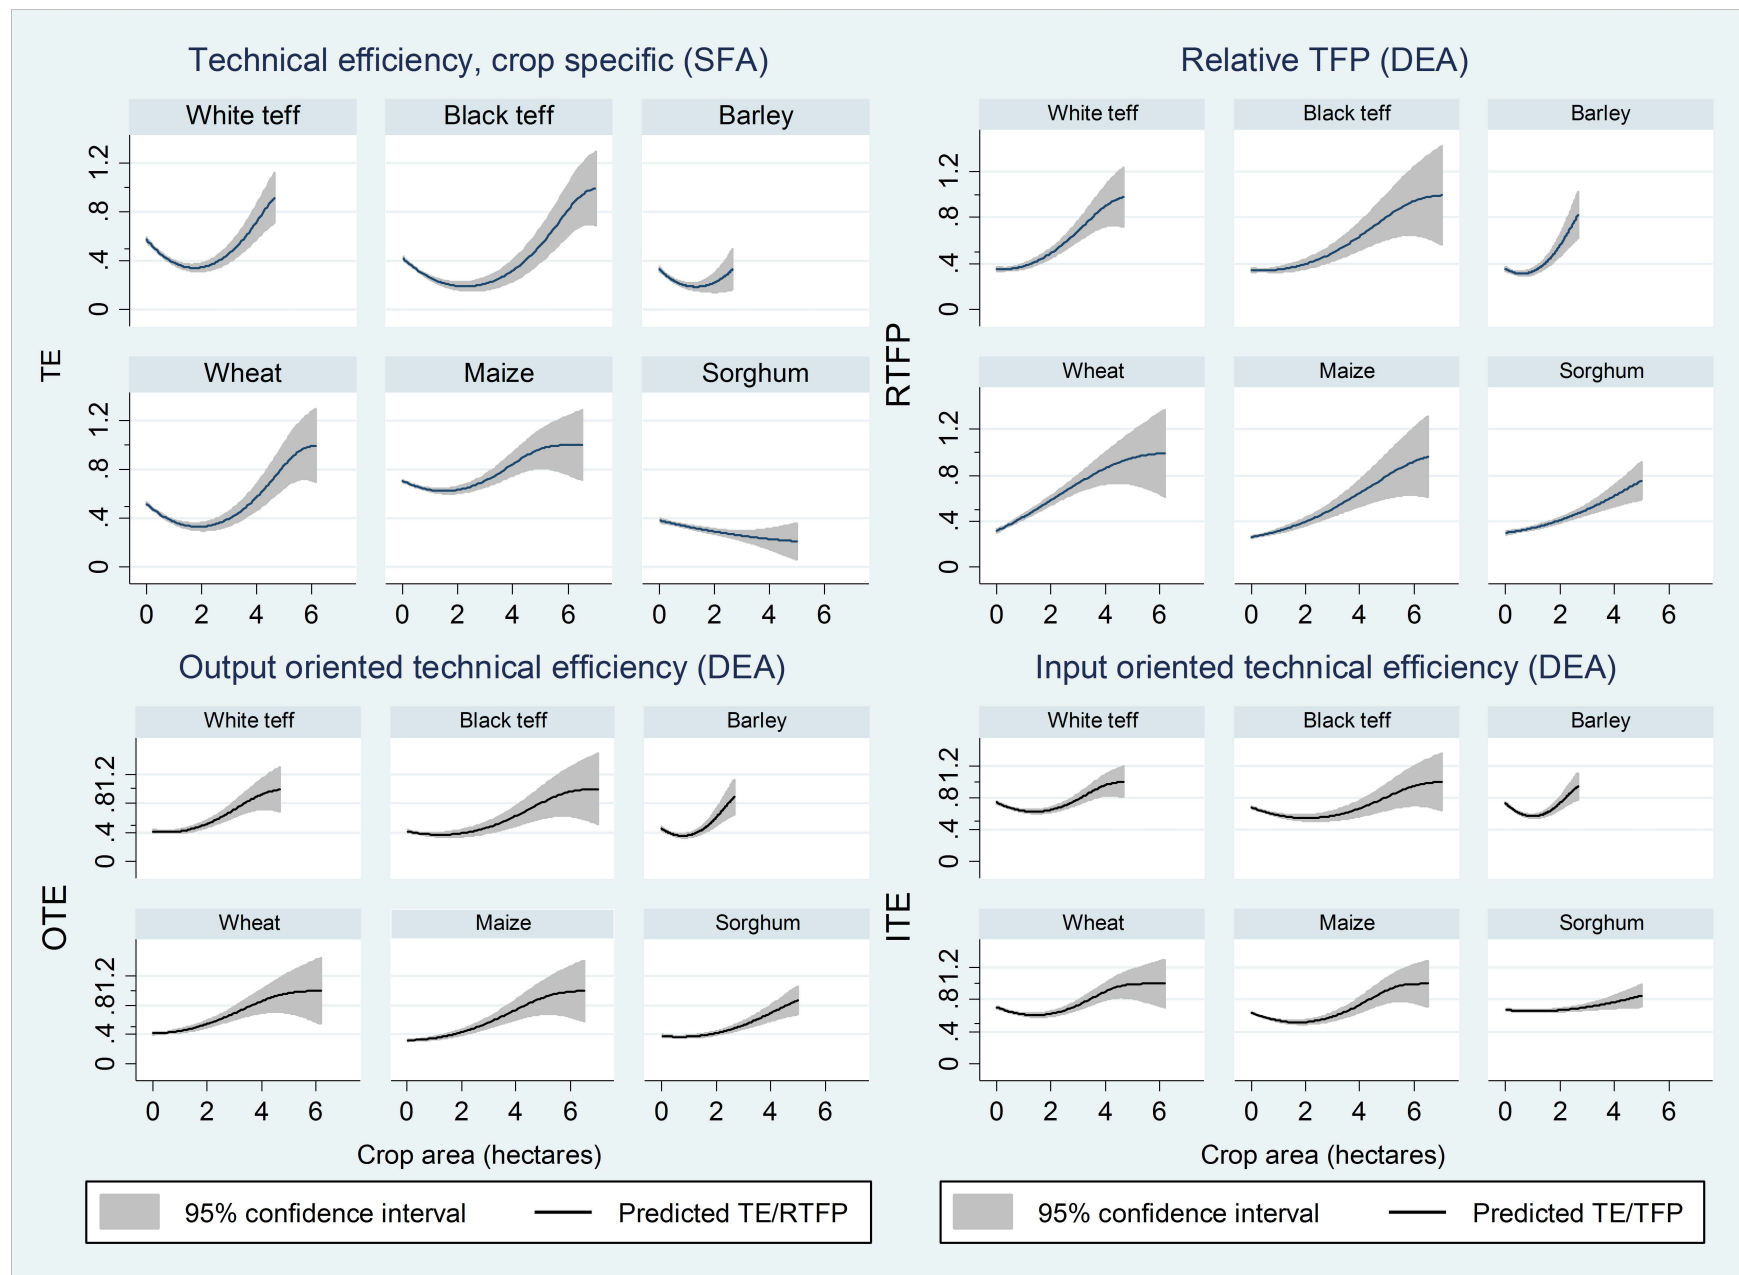 Technical efficiency, crop specific (SFA)
White teff Black teff Barley
0 .4 .8 1.2
TE
Wheat Maize Sorghum
0 .4 .8 1.2
0 2 4 6 0 2 4 6 0 2 4 6
Relative TFP (DEA)
White teff Black teff Barley
0 .4 .8 1.2
RTFP
Wheat Maize Sorghum
0 .4 .8 1.2
0 2 4 6 0 2 4 6 0 2 4 6
Output oriented technical efficiency (DEA)
White teff Black teff Barley
0 .4 .81.2
OTE
Wheat Maize Sorghum
0 .4 .81.2
0 2 4 6 0 2 4 6 0 2 4 6
Crop area (hectares)
95% confidence interval Predicted TE/RTFP
Input oriented technical efficiency (DEA)
White teff Black teff Barley
0 .4 .81.2
ITE
Wheat Maize Sorghum
0 .4 .81.2
0 2 4 6 0 2 4 6 0 2 4 6
Crop area (hectares)
95% confidence interval Predicted TE/TFP